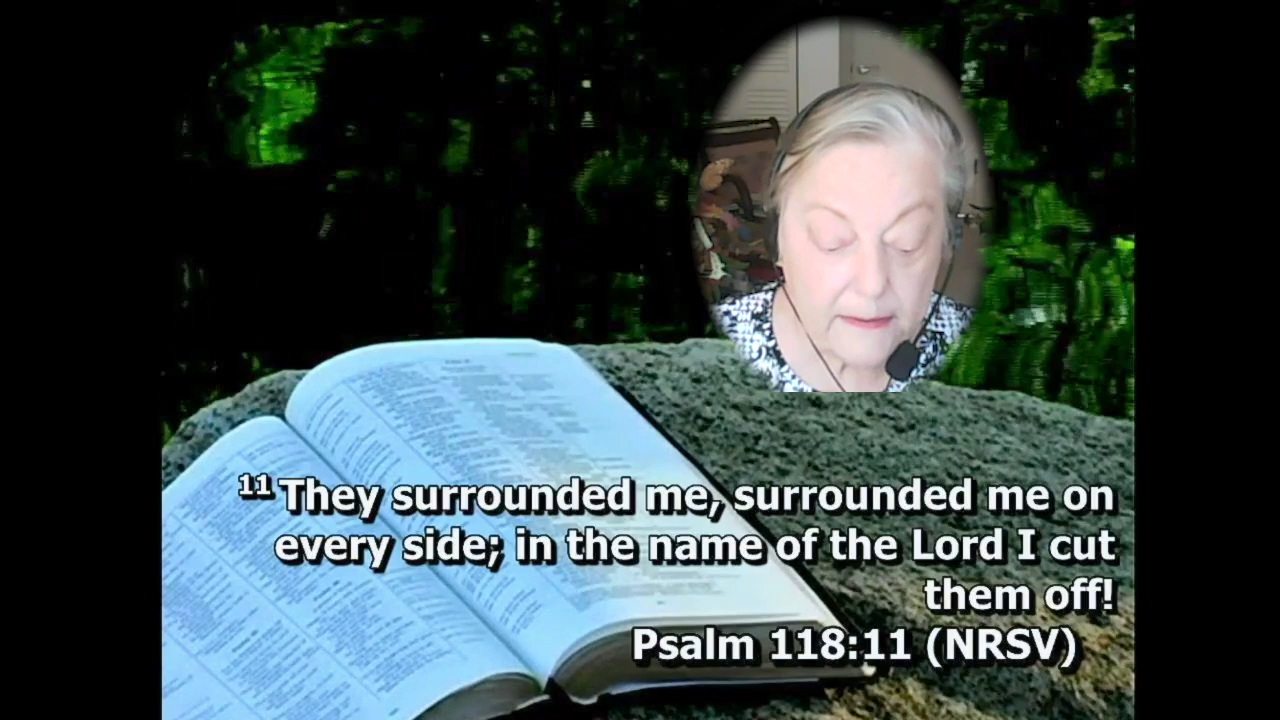 ¹¹ They surrounded me, surrounded me on
every side; in the name of the Lord I cut
them off!
Psalm 118:11 (NRSV)